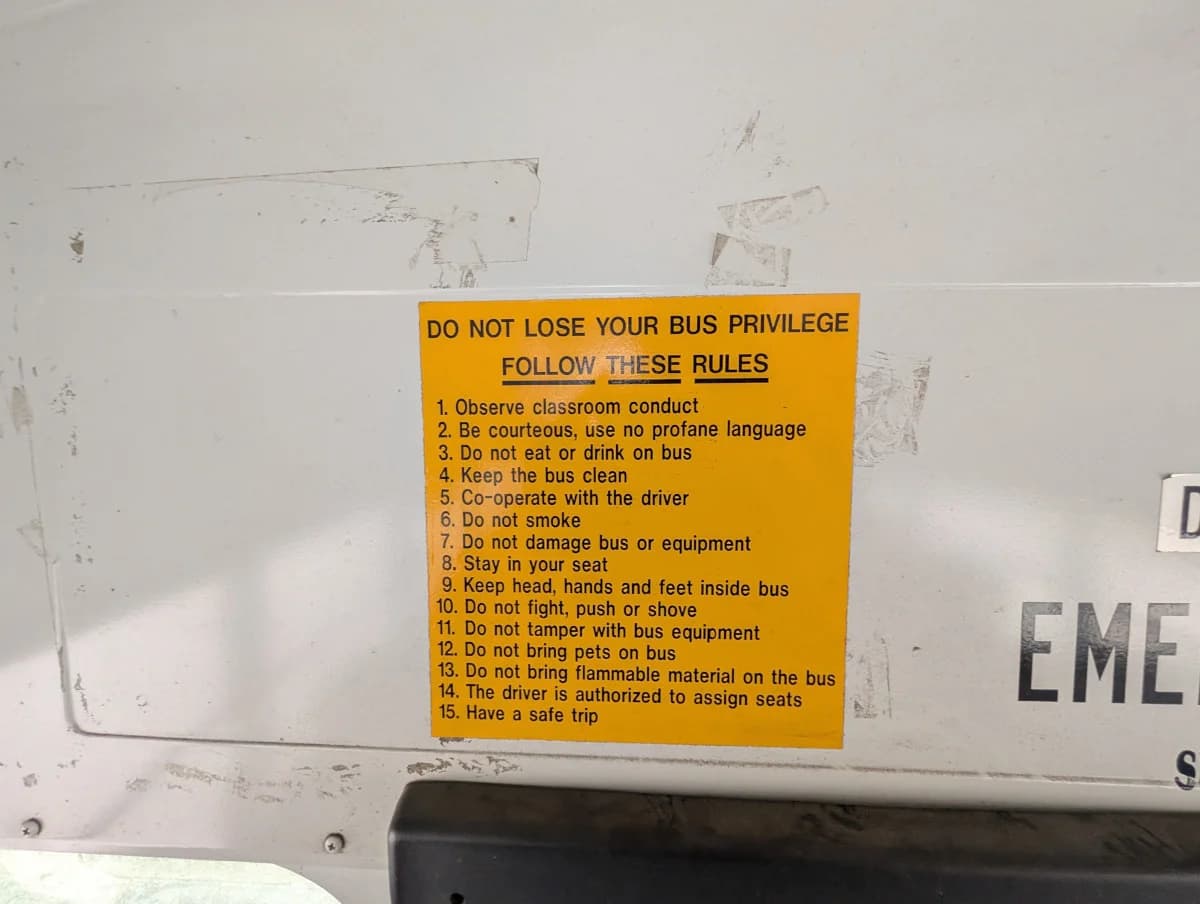 DO NOT LOSE YOUR BUS PRIVILEGE
FOLLOW THESE RULES
1. Observe classroom conduct
2. Be courteous, use no profane language
3. Do not eat or drink on bus
4. Keep the bus clean
5. Co-operate with the driver
6. Do not smoke
7. Do not damage bus or equipment
8. Stay in your seat
9. Keep head, hands and feet inside bus
10. Do not fight, push or shove
11. Do not tamper with bus equipment
12. Do not bring pets on bus
13. Do not bring flammable material on the bus
14. The driver is authorized to assign seats
15. Have a safe trip
D
EME
S